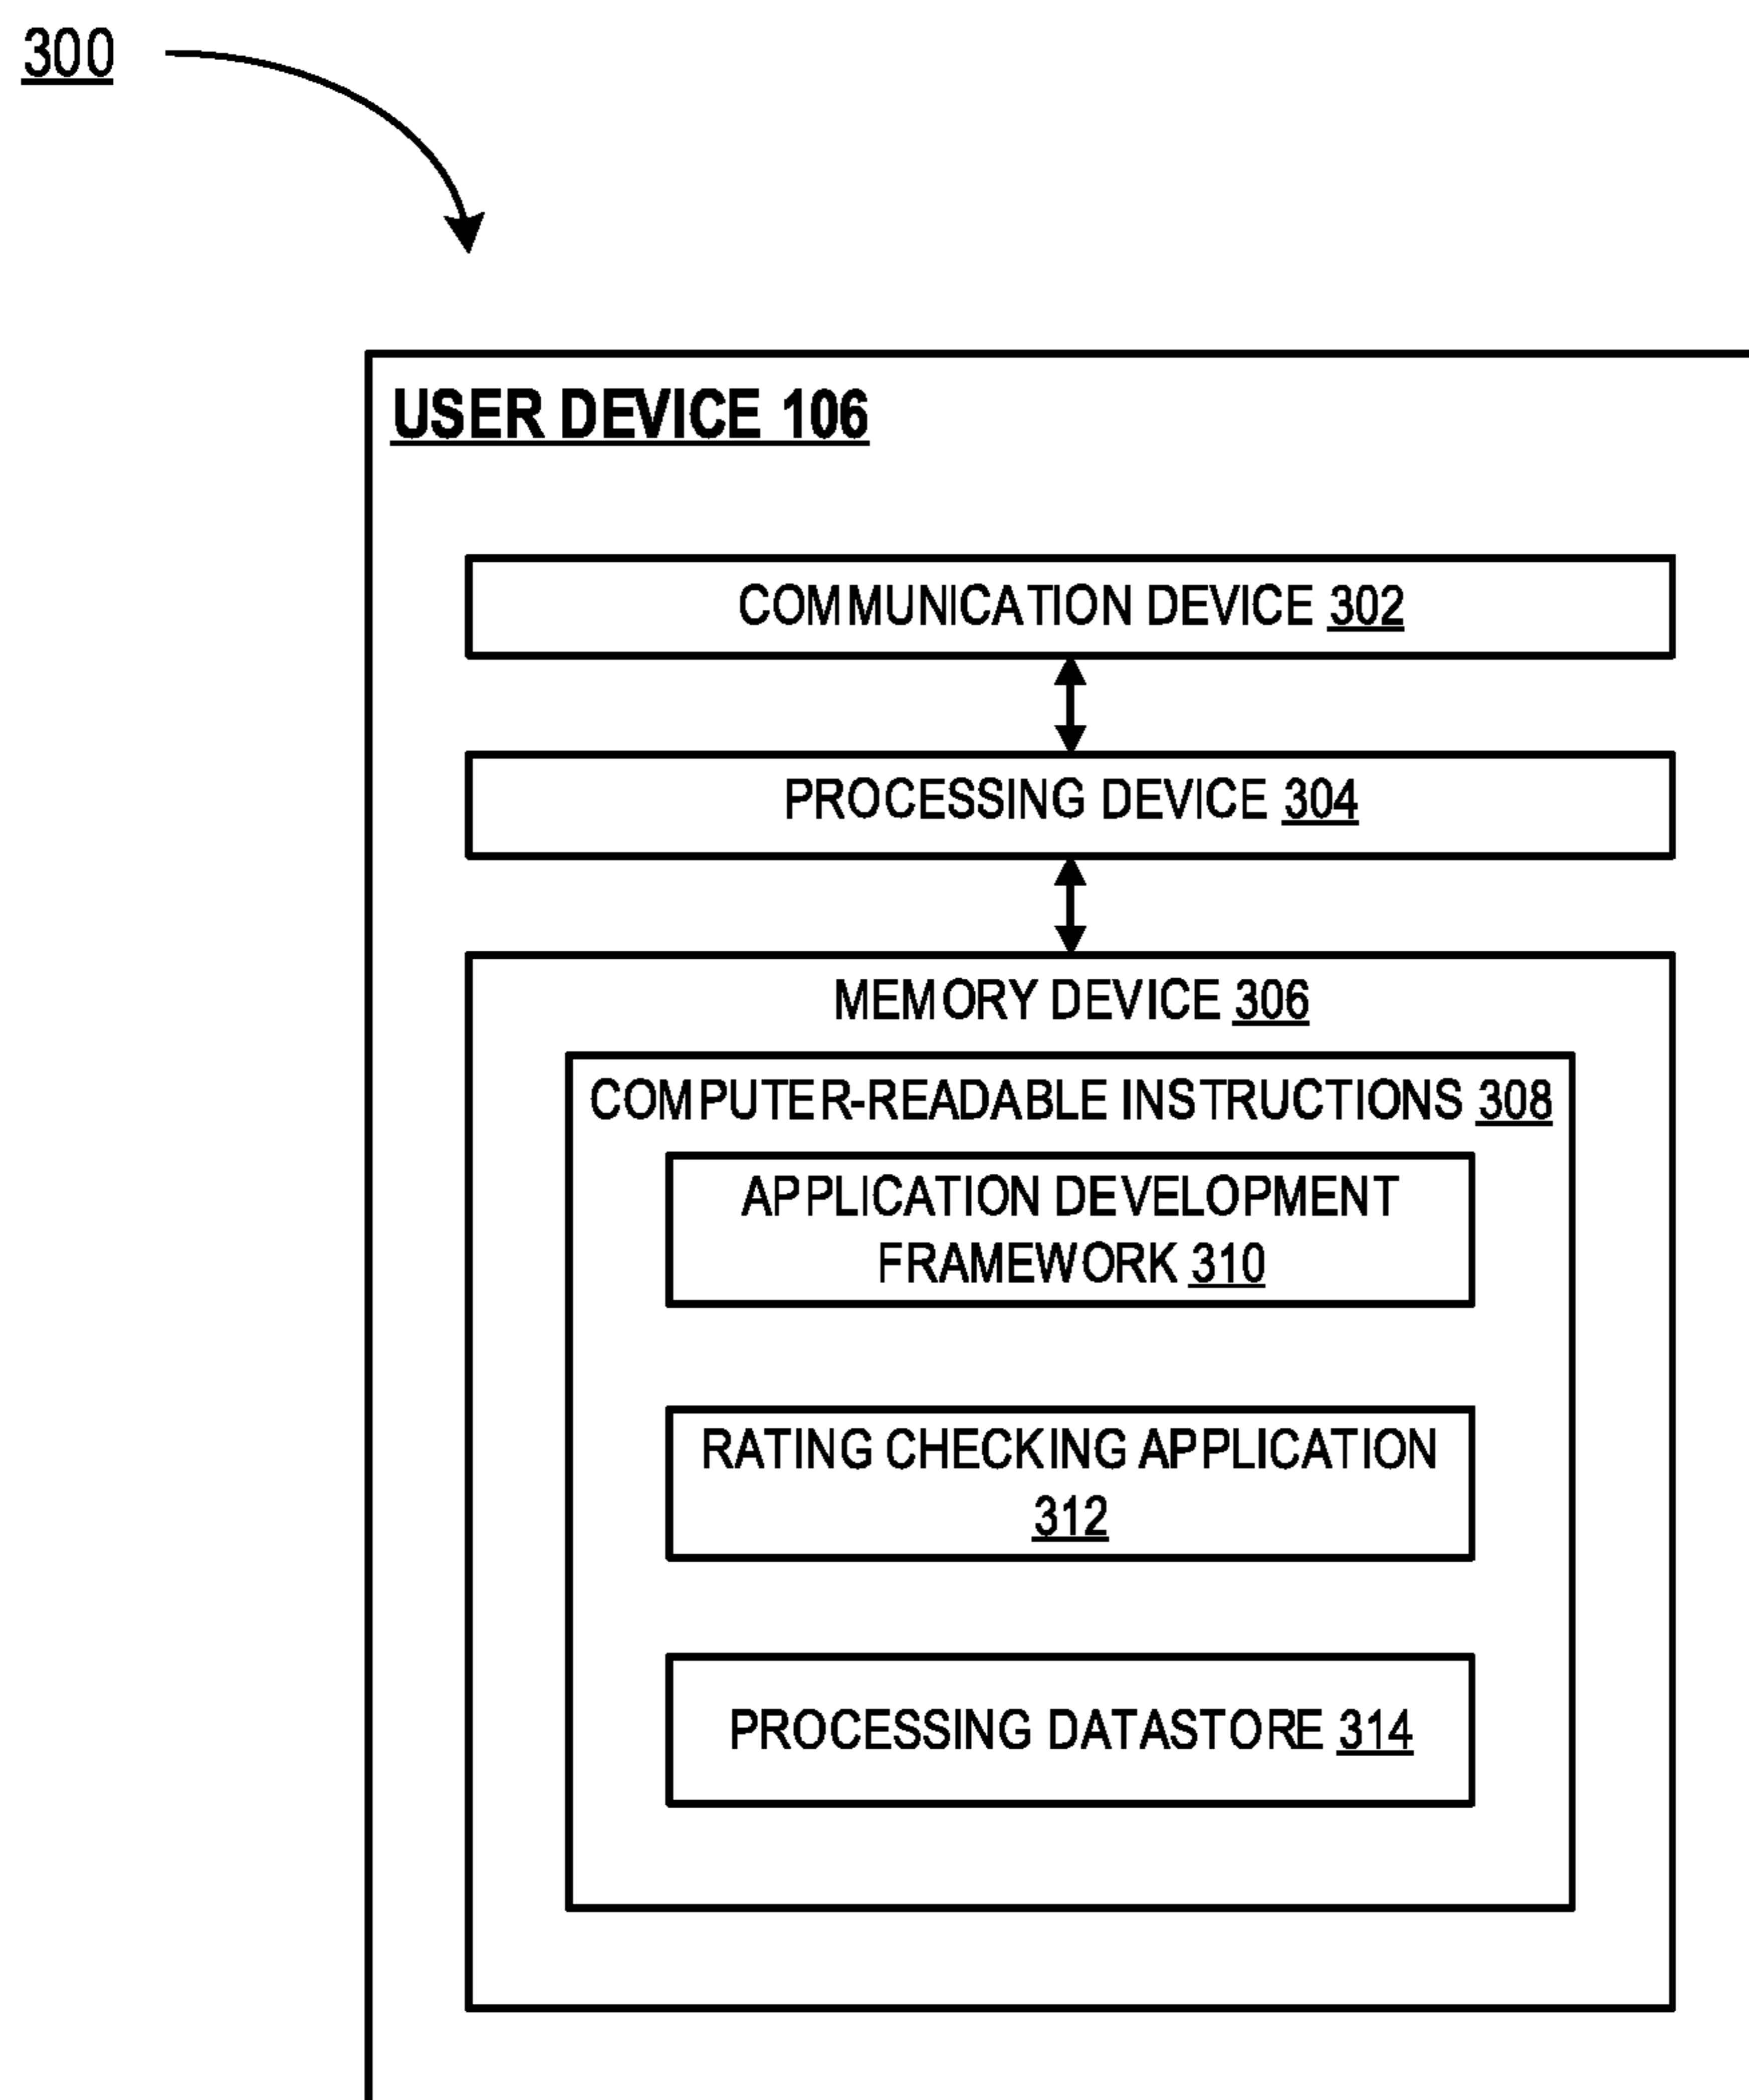 300
USER DEVICE 106
COMMUNICATION DEVICE 302
PROCESSING DEVICE 304
MEMORY DEVICE 306
COMPUTER-READABLE INSTRUCTIONS 308
APPLICATION DEVELOPMENT
FRAMEWORK 310
RATING CHECKING APPLICATION
312
PROCESSING DATASTORE 314